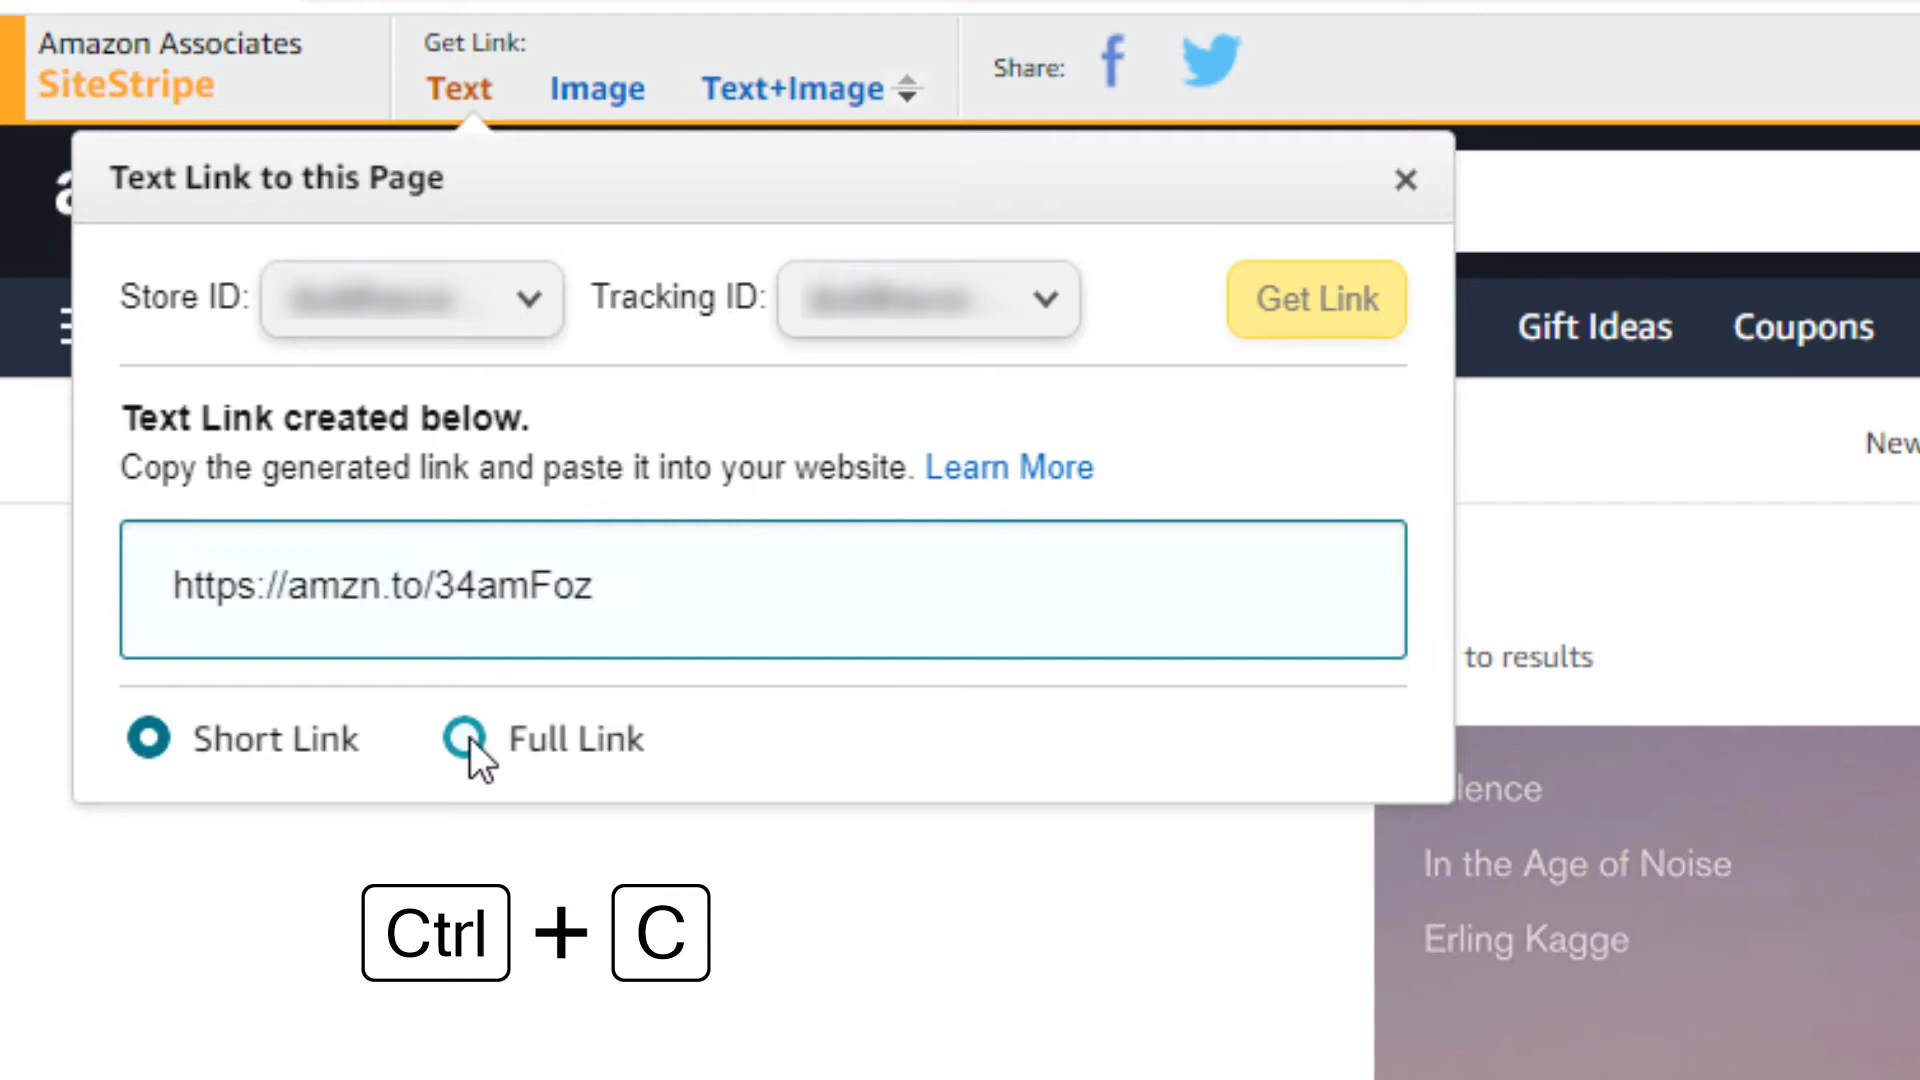 Amazon Associates
SiteStripe
Get Link:
Text Image Text+Image
Share:
Text Link to this Page
Store ID: Tracking ID: Get Link
Gift Ideas Coupons
Text Link created below.
Copy the generated link and paste it into your website. Learn More
https://amzn.to/34amFoz
to results
Short Link Full Link
In the Age of Noise
Erling Kagge
Ctrl + C